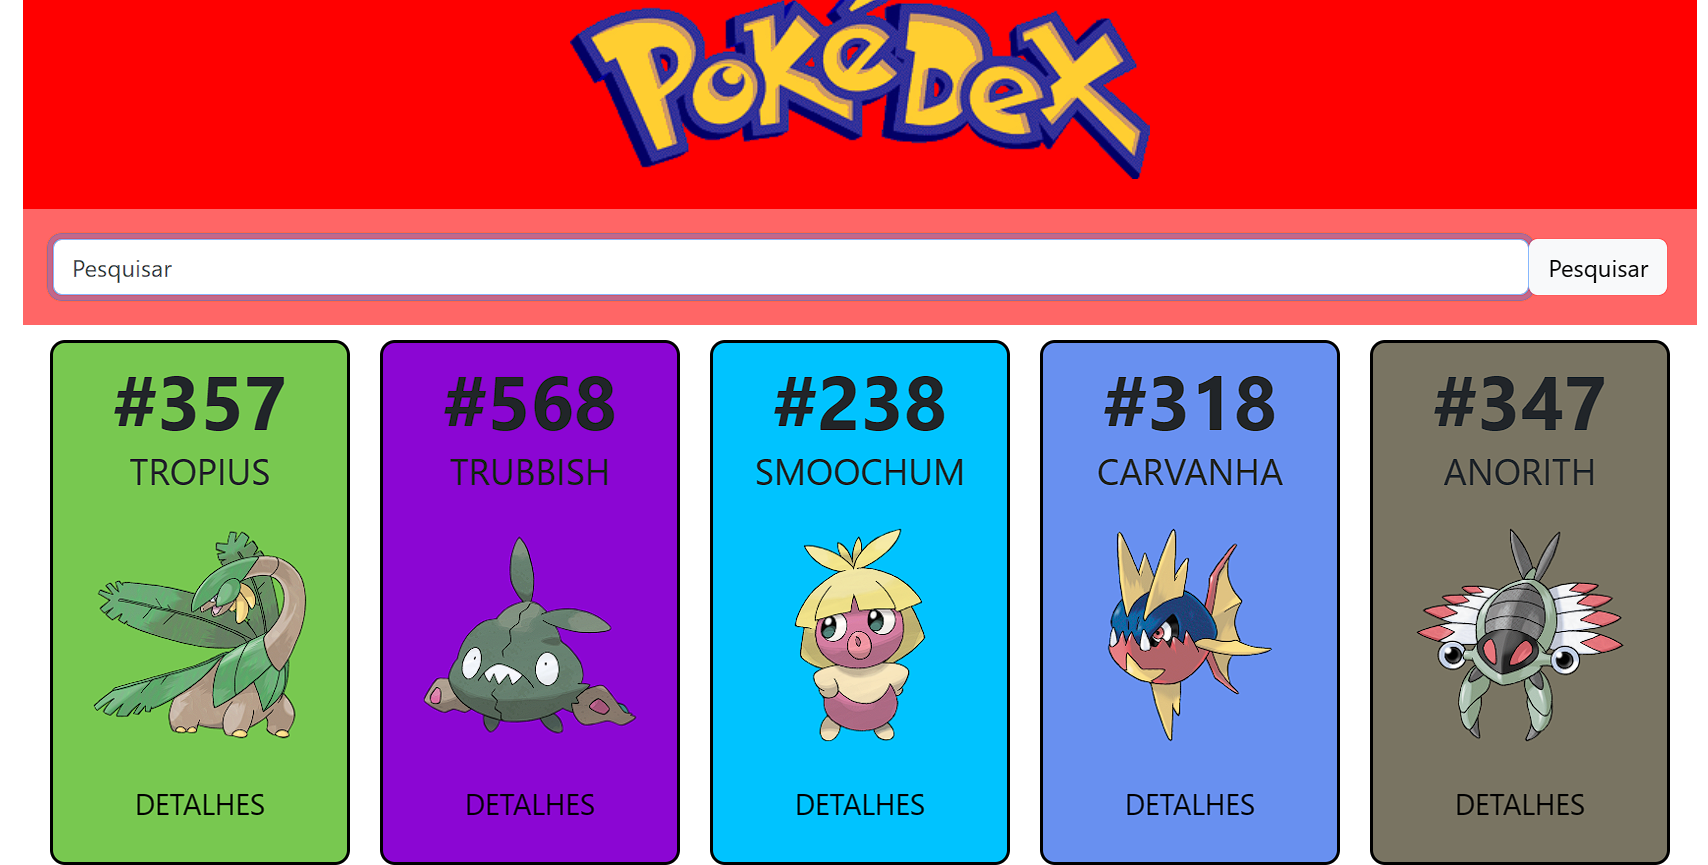 POKéDEX
Pesquisar
Pesquisar
#357
TROPIUS
DETALHES
#568
TRUBBISH
DETALHES
#238
SMOOCHUM
DETALHES
#318
CARVANHA
DETALHES
#347
ANORITH
DETALHES